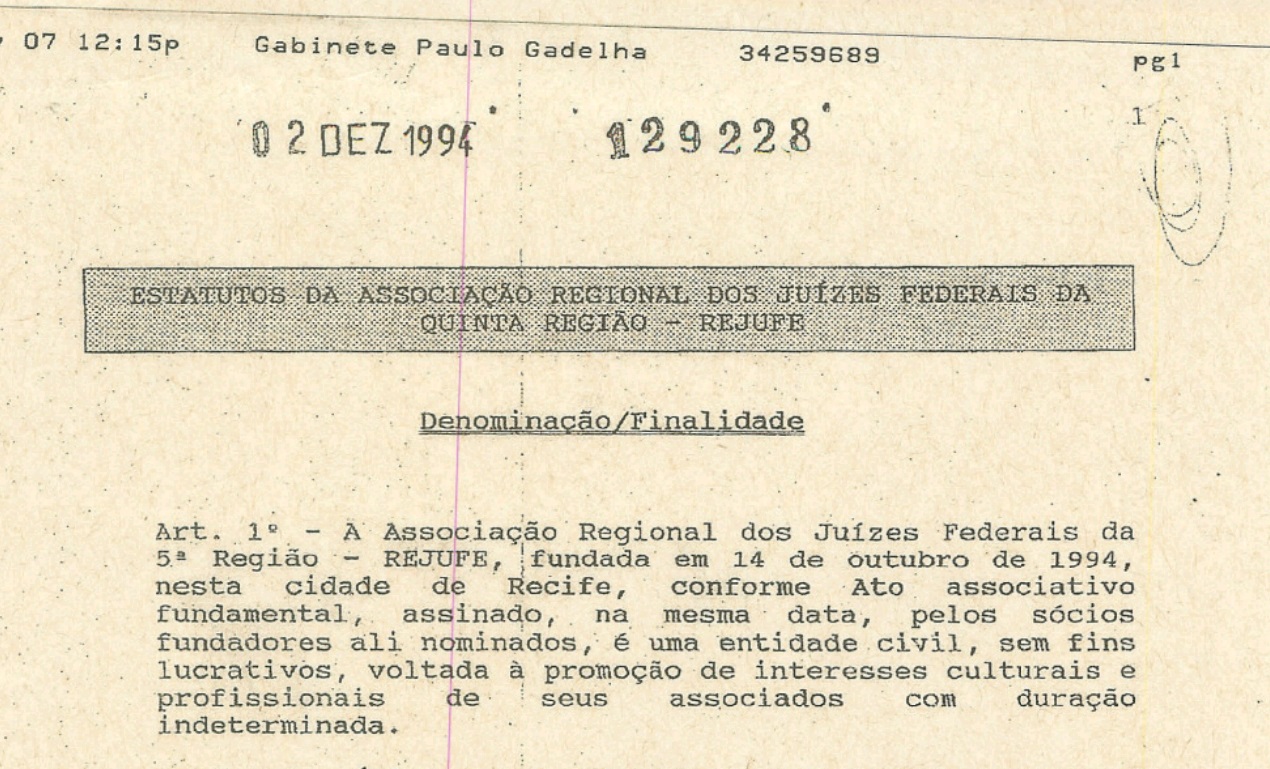 07 12:15p Gabinete Paulo Gadelha 34259689 pg1
02 DEZ 1994 129228
1
ESTATUTOS DA ASSOCIAÇÃO REGIONAL DOS JUÍZES FEDERAIS DA
QUINTA REGIÃO - REJUFE
Denominação/Finalidade
Art. 1º - A Associação Regional dos Juízes Federais da
5ª Região - REJUFE, fundada em 14 de outubro de 1994,
nesta cidade de Recife, conforme Ato associativo
fundamental, assinado, na mesma data, pelos sócios
fundadores ali nominados, é uma entidade civil, sem fins
lucrativos, voltada à promoção de interesses culturais e
profissionais de seus associados com duração
indeterminada.